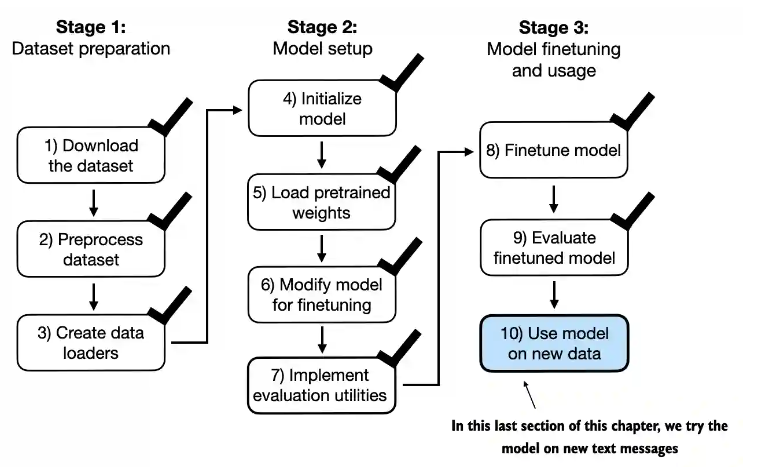 Stage 1:
Dataset preparation
1) Download
the dataset
2) Preprocess
dataset
3) Create data
loaders
Stage 2:
Model setup
4) Initialize
model
5) Load pretrained
weights
6) Modify model
for finetuning
7) Implement
evaluation utilities
Stage 3:
Model finetuning
and usage
8) Finetune model
9) Evaluate
finetuned model
10) Use model
on new data
In this last section of this chapter, we try the
model on new text messages